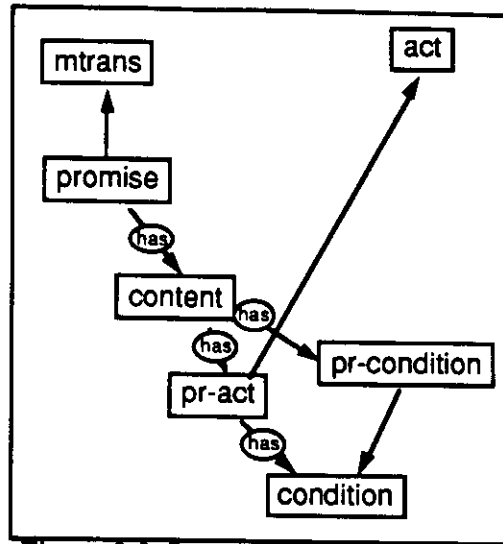 act
mtrans
promise
has
content
has
has
pr-condition
pr-act
has
condition